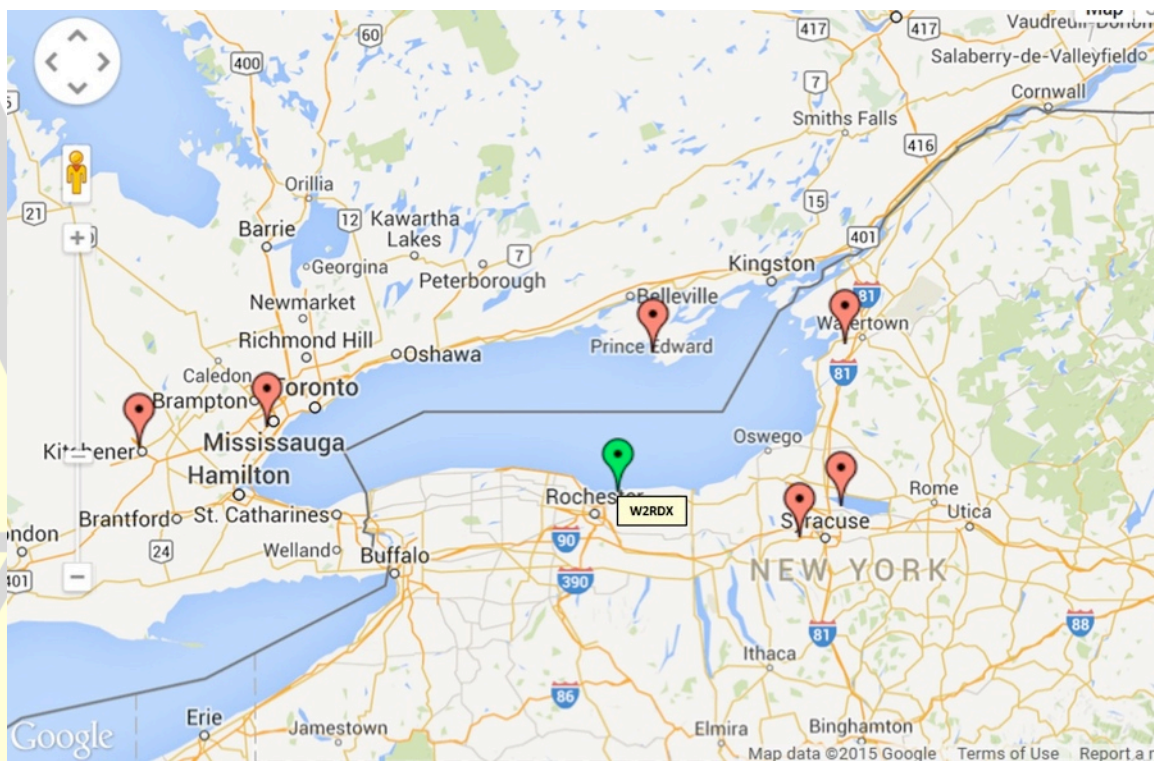 Map
60
417
417
Vaudreuil-Dorion
Salaberry-de-Valleyfield
400
7
Cornwall
Smiths Falls
416
Orillia
21
12
Kawartha
Lakes
15
Barrie
401
Georgina
7
Peterborough
Kingston
Newmarket
Belleville
81
Richmond Hill
Watertown
Prince Edward
Oshawa
81
Caledon
Toronto
Brampton
Kitchener
Mississauga
Oswego
Hamilton
Rochester
Rome
W2RDX
St. Catharines
Brantford
Syracuse
Utica
90
24
Welland
Buffalo
NEW YORK
401
390
88
81
Ithaca
86
Erie
Jamestown
Elmira
Binghamton
Google
Map data ©2015 Google
Terms of Use